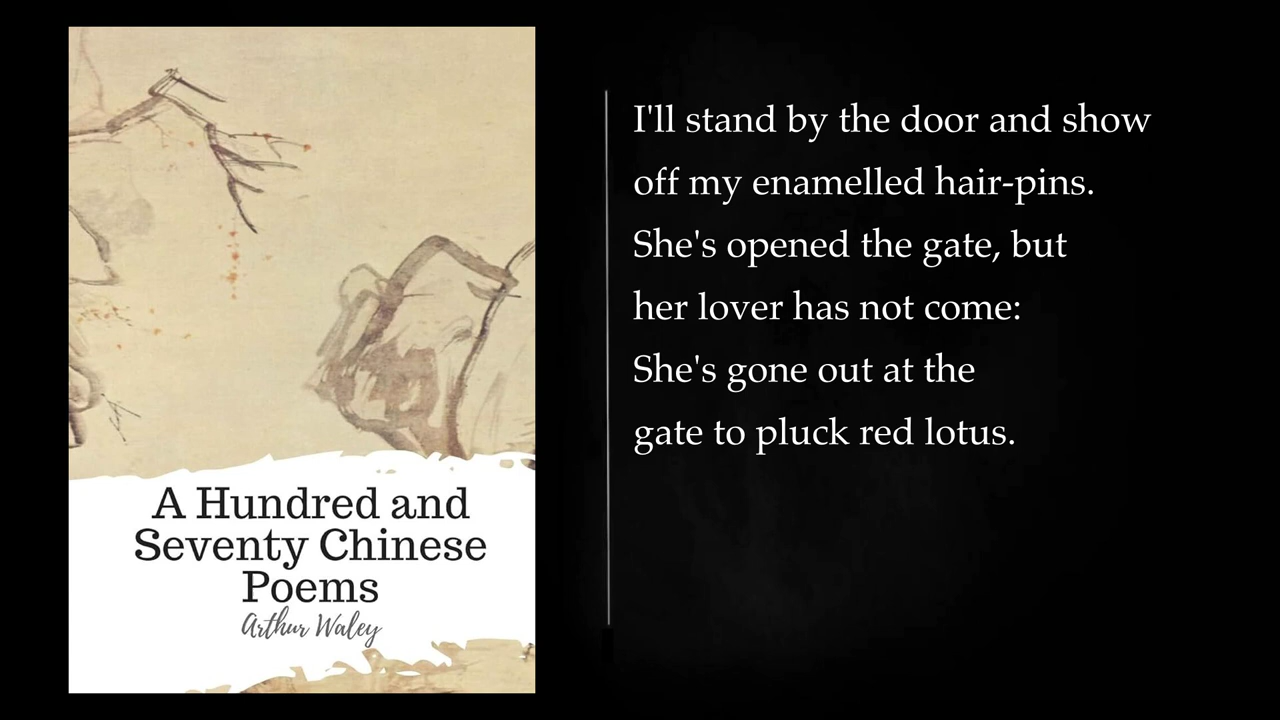 A Hundred and
Seventy Chinese
Poems
Arthur Waley
I'll stand by the door and show
off my enamelled hair-pins.
She's opened the gate, but
her lover has not come:
She's gone out at the
gate to pluck red lotus.